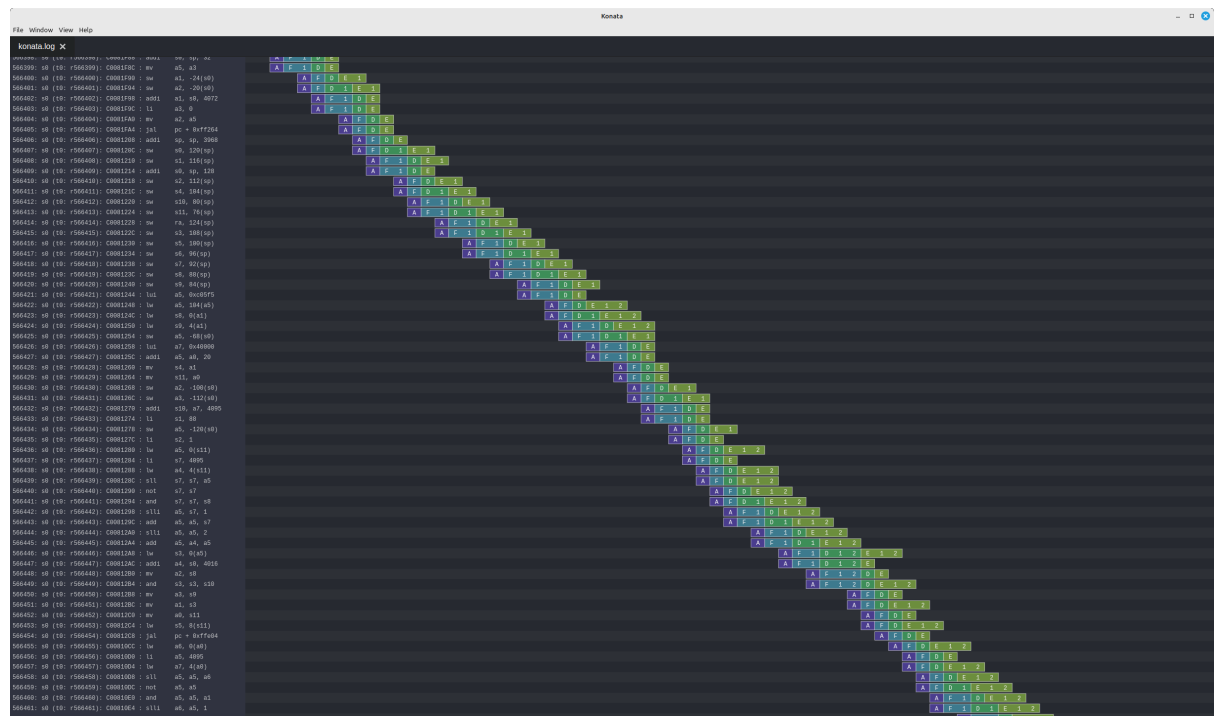 Konata
File Window View Help
konata.log ×
566399: s0 (t0: r566399): C0001F8C : mv a5, a3
566400: s0 (t0: r566400): C0001F90 : sw a1, -24(s0)
566401: s0 (t0: r566401): C0001F94 : sw a2, -20(s0)
566402: s0 (t0: r566402): C0001F98 : addi a1, s0, 4072
566403: s0 (t0: r566403): C0001F9C : li a3, 0
566404: s0 (t0: r566404): C0001FA0 : mv a2, a5
566405: s0 (t0: r566405): C0001FA4 : jal pc + 0xff264
566406: s0 (t0: r566406): C0001208 : addi sp, sp, 3968
566407: s0 (t0: r566407): C000120C : sw s0, 120(sp)
566408: s0 (t0: r566408): C0001210 : sw s1, 116(sp)
566409: s0 (t0: r566409): C0001214 : addi s0, sp, 128
566410: s0 (t0: r566410): C0001218 : sw s2, 112(sp)
566411: s0 (t0: r566411): C000121C : sw s4, 104(sp)
566412: s0 (t0: r566412): C0001220 : sw s10, 80(sp)
566413: s0 (t0: r566413): C0001224 : sw s11, 76(sp)
566414: s0 (t0: r566414): C0001228 : sw ra, 124(sp)
566415: s0 (t0: r566415): C000122C : sw s3, 108(sp)
566416: s0 (t0: r566416): C0001230 : sw s5, 100(sp)
566417: s0 (t0: r566417): C0001234 : sw s6, 96(sp)
566418: s0 (t0: r566418): C0001238 : sw s7, 92(sp)
566419: s0 (t0: r566419): C000123C : sw s8, 88(sp)
566420: s0 (t0: r566420): C0001240 : sw s9, 84(sp)
566421: s0 (t0: r566421): C0001244 : lui a5, 0xc05f5
566422: s0 (t0: r566422): C0001248 : lw a5, 104(a5)
566423: s0 (t0: r566423): C000124C : lw s8, 0(a1)
566424: s0 (t0: r566424): C0001250 : lw s9, 4(a1)
566425: s0 (t0: r566425): C0001254 : sw a5, -68(s0)
566426: s0 (t0: r566426): C0001258 : lui a7, 0x40000
566427: s0 (t0: r566427): C000125C : addi a5, a0, 20
566428: s0 (t0: r566428): C0001260 : mv s4, a1
566429: s0 (t0: r566429): C0001264 : mv s11, a0
566430: s0 (t0: r566430): C0001268 : sw a2, -106(s0)
566431: s0 (t0: r566431): C000126C : sw a3, -112(s0)
566432: s0 (t0: r566432): C0001270 : addi s10, a7, 4095
566433: s0 (t0: r566433): C0001274 : li s1, 88
566434: s0 (t0: r566434): C0001278 : sw a5, -120(s0)
566435: s0 (t0: r566435): C000127C : li s2, 1
566436: s0 (t0: r566436): C0001280 : lw a5, 0(s11)
566437: s0 (t0: r566437): C0001284 : li s7, 4095
566438: s0 (t0: r566438): C0001288 : lw a4, 4(s11)
566439: s0 (t0: r566439): C000128C : sll s7, s7, a5
566440: s0 (t0: r566440): C0001290 : not s7, s7
566441: s0 (t0: r566441): C0001294 : and s7, s7, s8
566442: s0 (t0: r566442): C0001298 : slli a5, s7, 1
566443: s0 (t0: r566443): C000129C : add a5, a5, s7
566444: s0 (t0: r566444): C00012A0 : slli a5, a5, 2
566445: s0 (t0: r566445): C00012A4 : add a5, a4, a5
566446: s0 (t0: r566446): C00012A8 : lw s3, 0(a5)
566447: s0 (t0: r566447): C00012AC : addi a4, s0, 4016
566448: s0 (t0: r566448): C00012B0 : mv a2, s8
566449: s0 (t0: r566449): C00012B4 : and s3, s3, s10
566450: s0 (t0: r566450): C00012B8 : mv a3, s9
566451: s0 (t0: r566451): C00012BC : mv a1, s3
566452: s0 (t0: r566452): C00012C0 : mv a0, s11
566453: s0 (t0: r566453): C00012C4 : lw s5, 8(s11)
566454: s0 (t0: r566454): C00012C8 : jal pc + 0xffe04
566455: s0 (t0: r566455): C00010CC : lw a6, 0(a0)
566456: s0 (t0: r566456): C00010D0 : li a5, 4095
566457: s0 (t0: r566457): C00010D4 : lw a7, 4(a0)
566458: s0 (t0: r566458): C00010D8 : sll a5, a5, a6
566459: s0 (t0: r566459): C00010DC : not a5, a5
566460: s0 (t0: r566460): C00010E0 : and a5, a5, a1
566461: s0 (t0: r566461): C00010E4 : slli a6, a5, 1